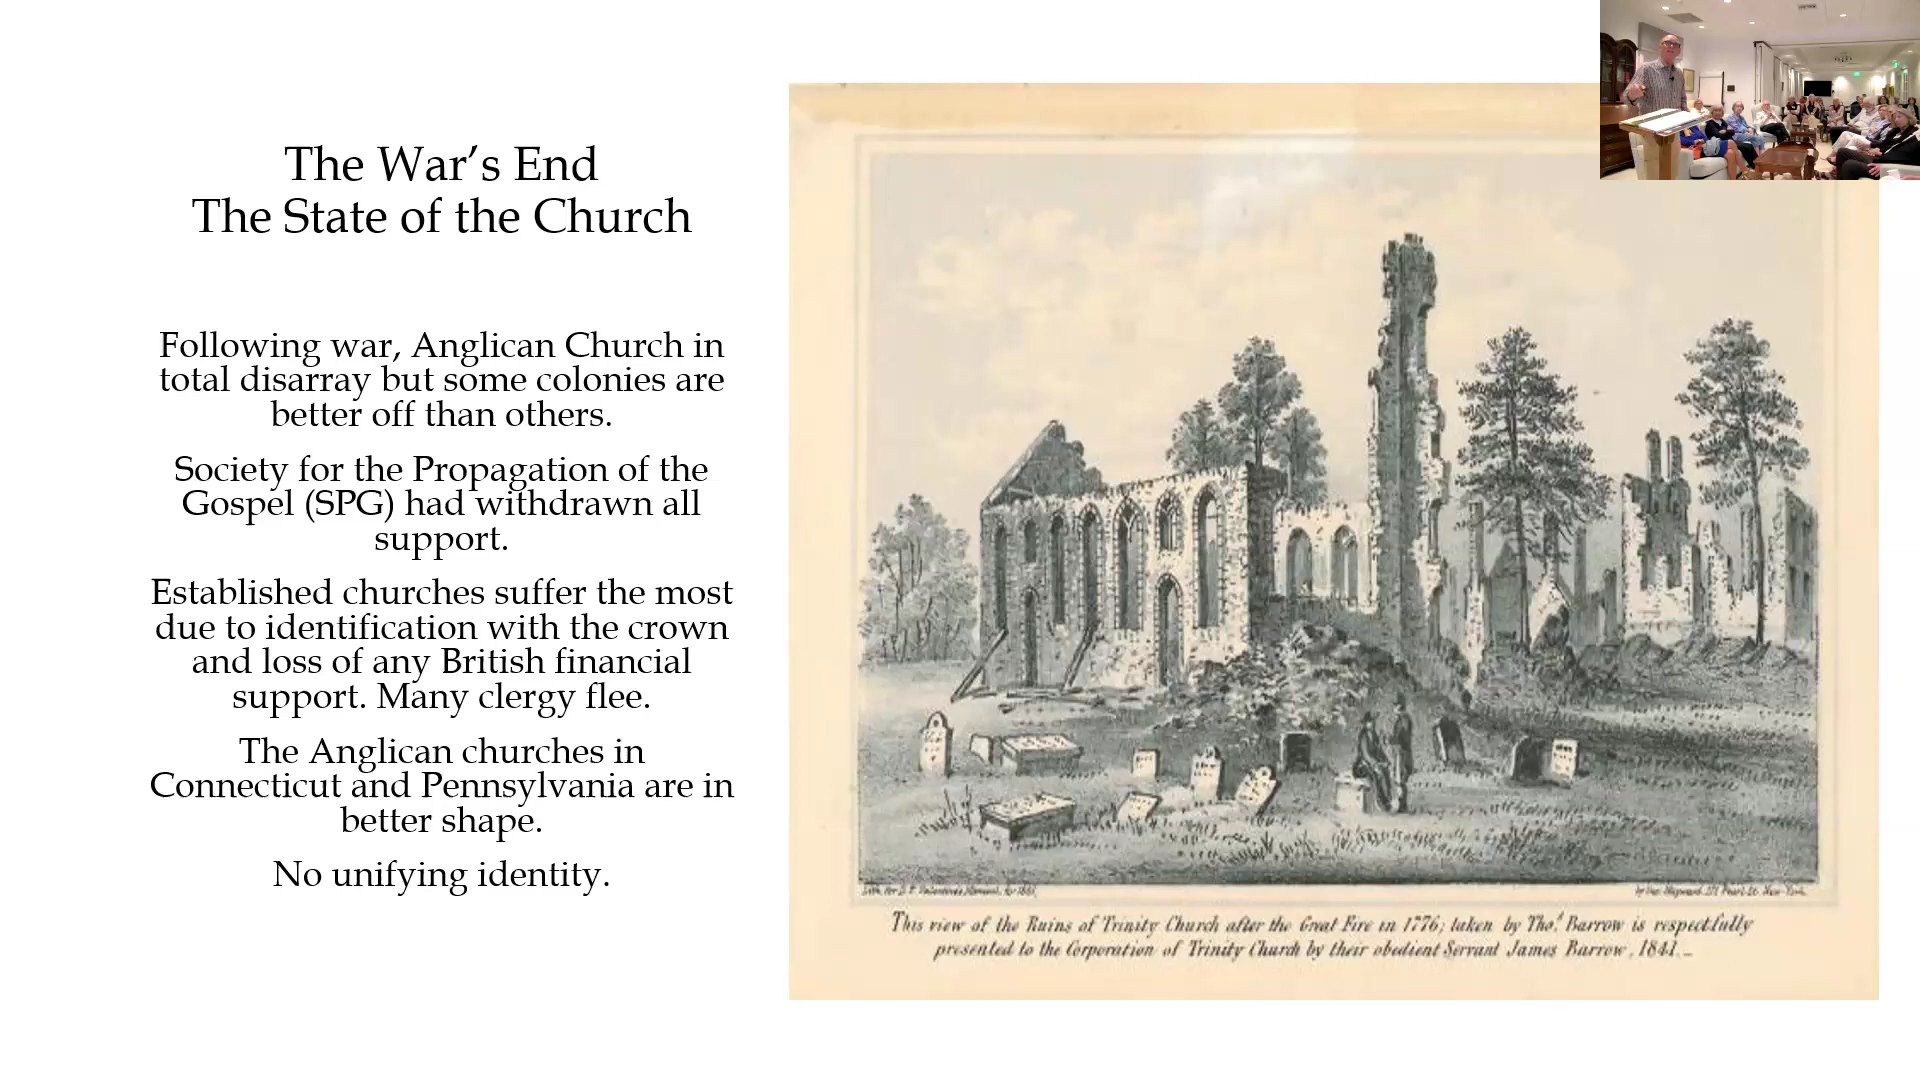 The War’s End
The State of the Church
Following war, Anglican Church in
total disarray but some colonies are
better off than others.
Society for the Propagation of the
Gospel (SPG) had withdrawn all
support.
Established churches suffer the most
due to identification with the crown
and loss of any British financial
support. Many clergy flee.
The Anglican churches in
Connecticut and Pennsylvania are in
better shape.
No unifying identity.
This view of the Ruins of Trinity Church after the Great Fire in 1776; taken by Thoˢ. Barrow is respectfully
presented to the Corporation of Trinity Church by their obedient Servant James Barrow, 1841.